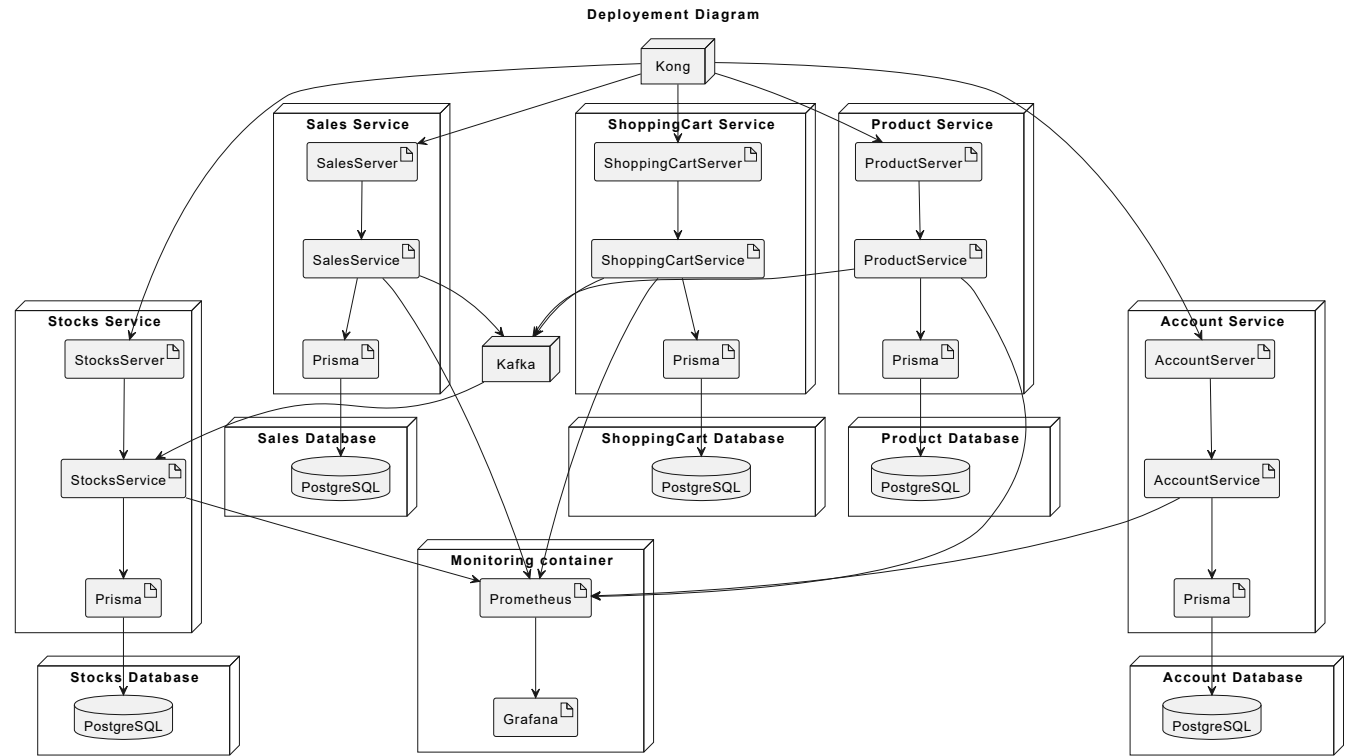 Deployement Diagram
Kong
Sales Service
ShoppingCart Service
Product Service
SalesServer
ShoppingCartServer
ProductServer
SalesService
ShoppingCartService
ProductService
Stocks Service
Account Service
StocksServer
Prisma
Kafka
Prisma
Prisma
AccountServer
Sales Database
ShoppingCart Database
Product Database
StocksService
PostgreSQL
PostgreSQL
PostgreSQL
AccountService
Monitoring container
Prisma
Prometheus
Prisma
Stocks Database
Account Database
PostgreSQL
Grafana
PostgreSQL